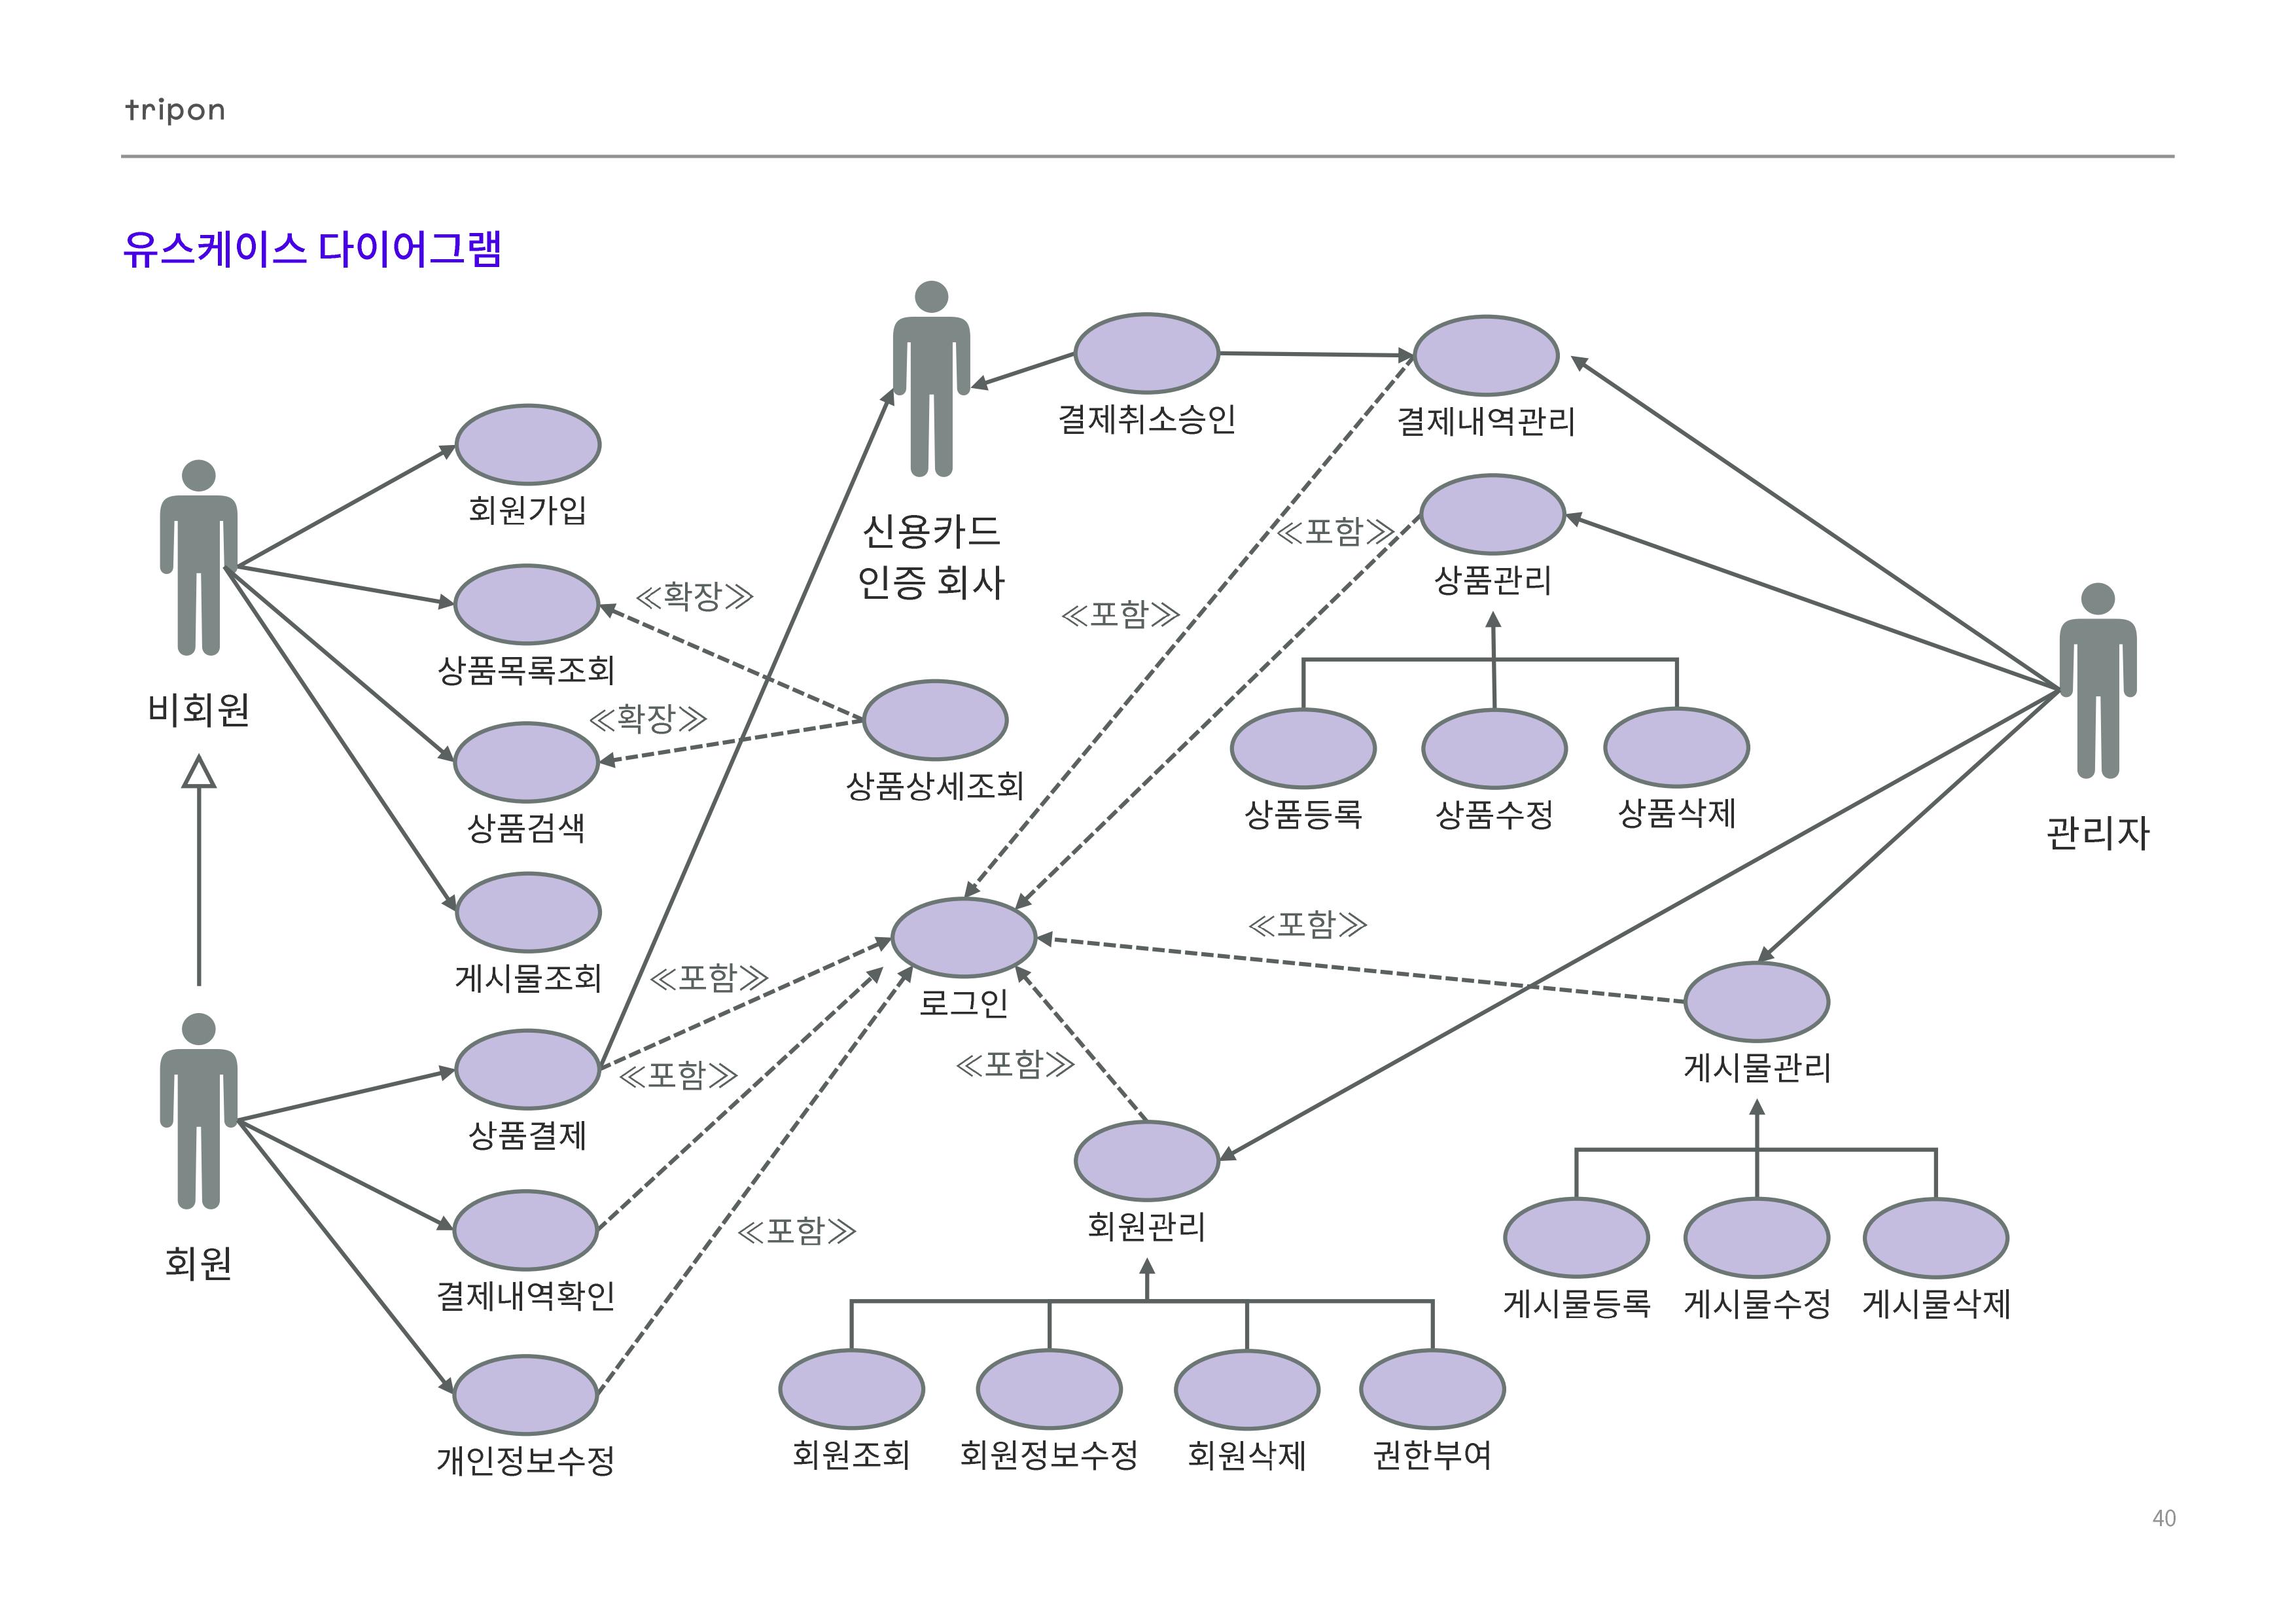 tripon
유스케이스 다이어그램
결제취소승인
결제내역관리
회원가입
신용카드
인증 회사
≪포함≫
상품관리
≪확장≫
≪포함≫
상품목록조회
비회원
≪확장≫
상품상세조회
상품검색
상품등록
상품수정
상품삭제
관리자
≪포함≫
게시물조회
≪포함≫
로그인
≪포함≫
≪포함≫
게시물관리
상품결제
≪포함≫
회원관리
회원
결제내역확인
게시물등록
게시물수정
게시물삭제
개인정보수정
회원조회
회원정보수정
회원삭제
권한부여
40